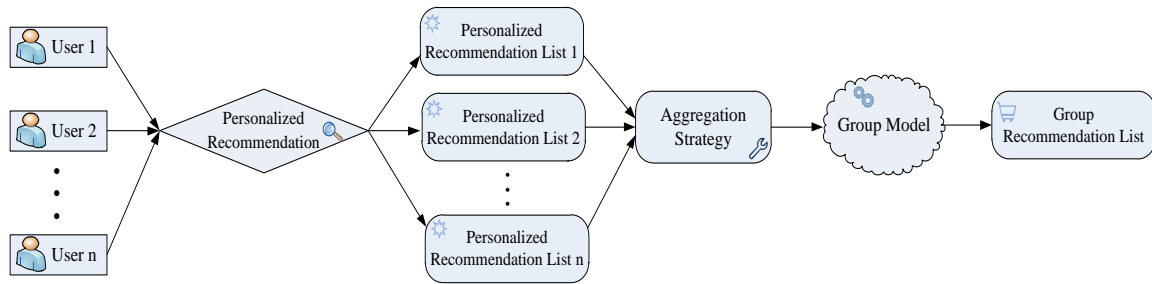 User 1
User 2
User n
Personalized
Recommendation
Personalized
Recommendation List 1
Personalized
Recommendation List 2
Personalized
Recommendation List n
Aggregation
Strategy
Group Model
Group
Recommendation List